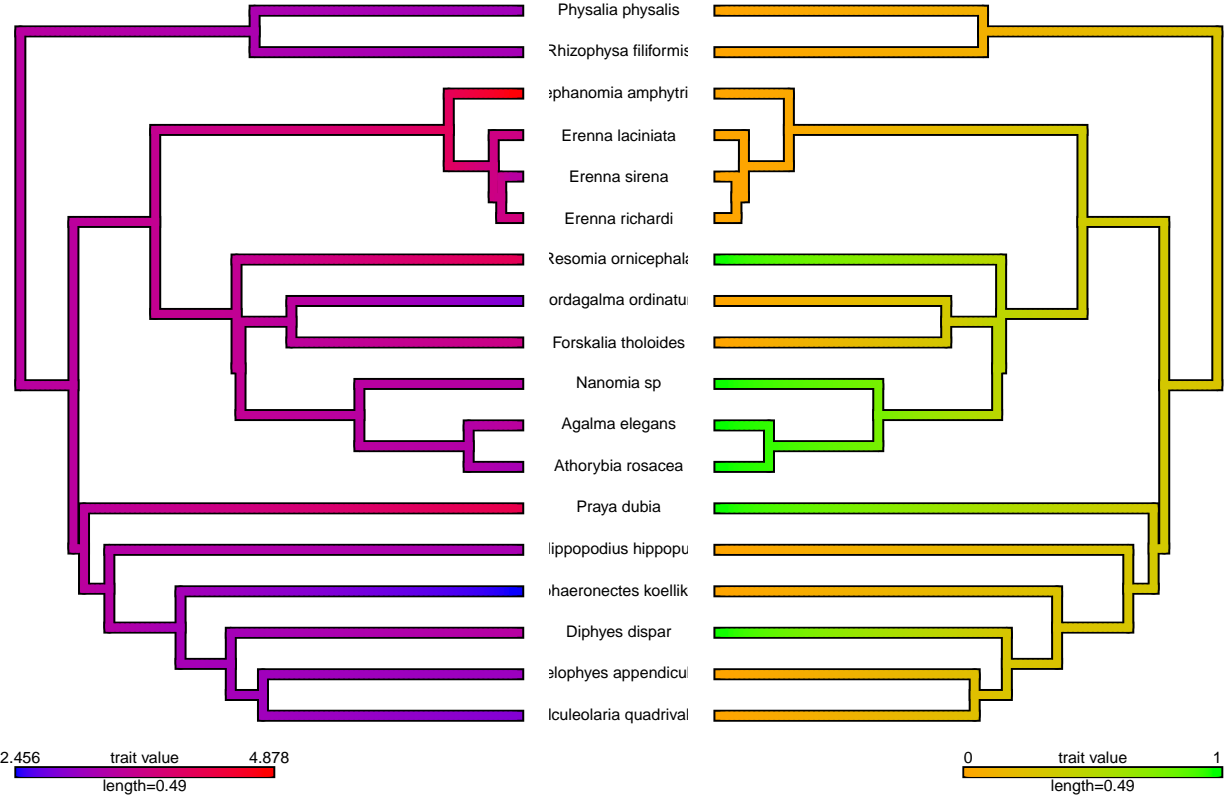 Physalia physalis
Rhizophysa filiformis
ephanomia amphytri
Erenna laciniata
Erenna sirena
Erenna richardi
Resomia ornicephala
ordagalma ordinatu
Forskalia tholoides
Nanomia sp
Agalma elegans
Athorybia rosacea
Praya dubia
lippopodius hippopu
haeronectes koellik
Diphyes dispar
elophyes appendicul
lculeolaria quadrival
2.456 trait value 4.878
length=0.49
0 trait value 1
length=0.49